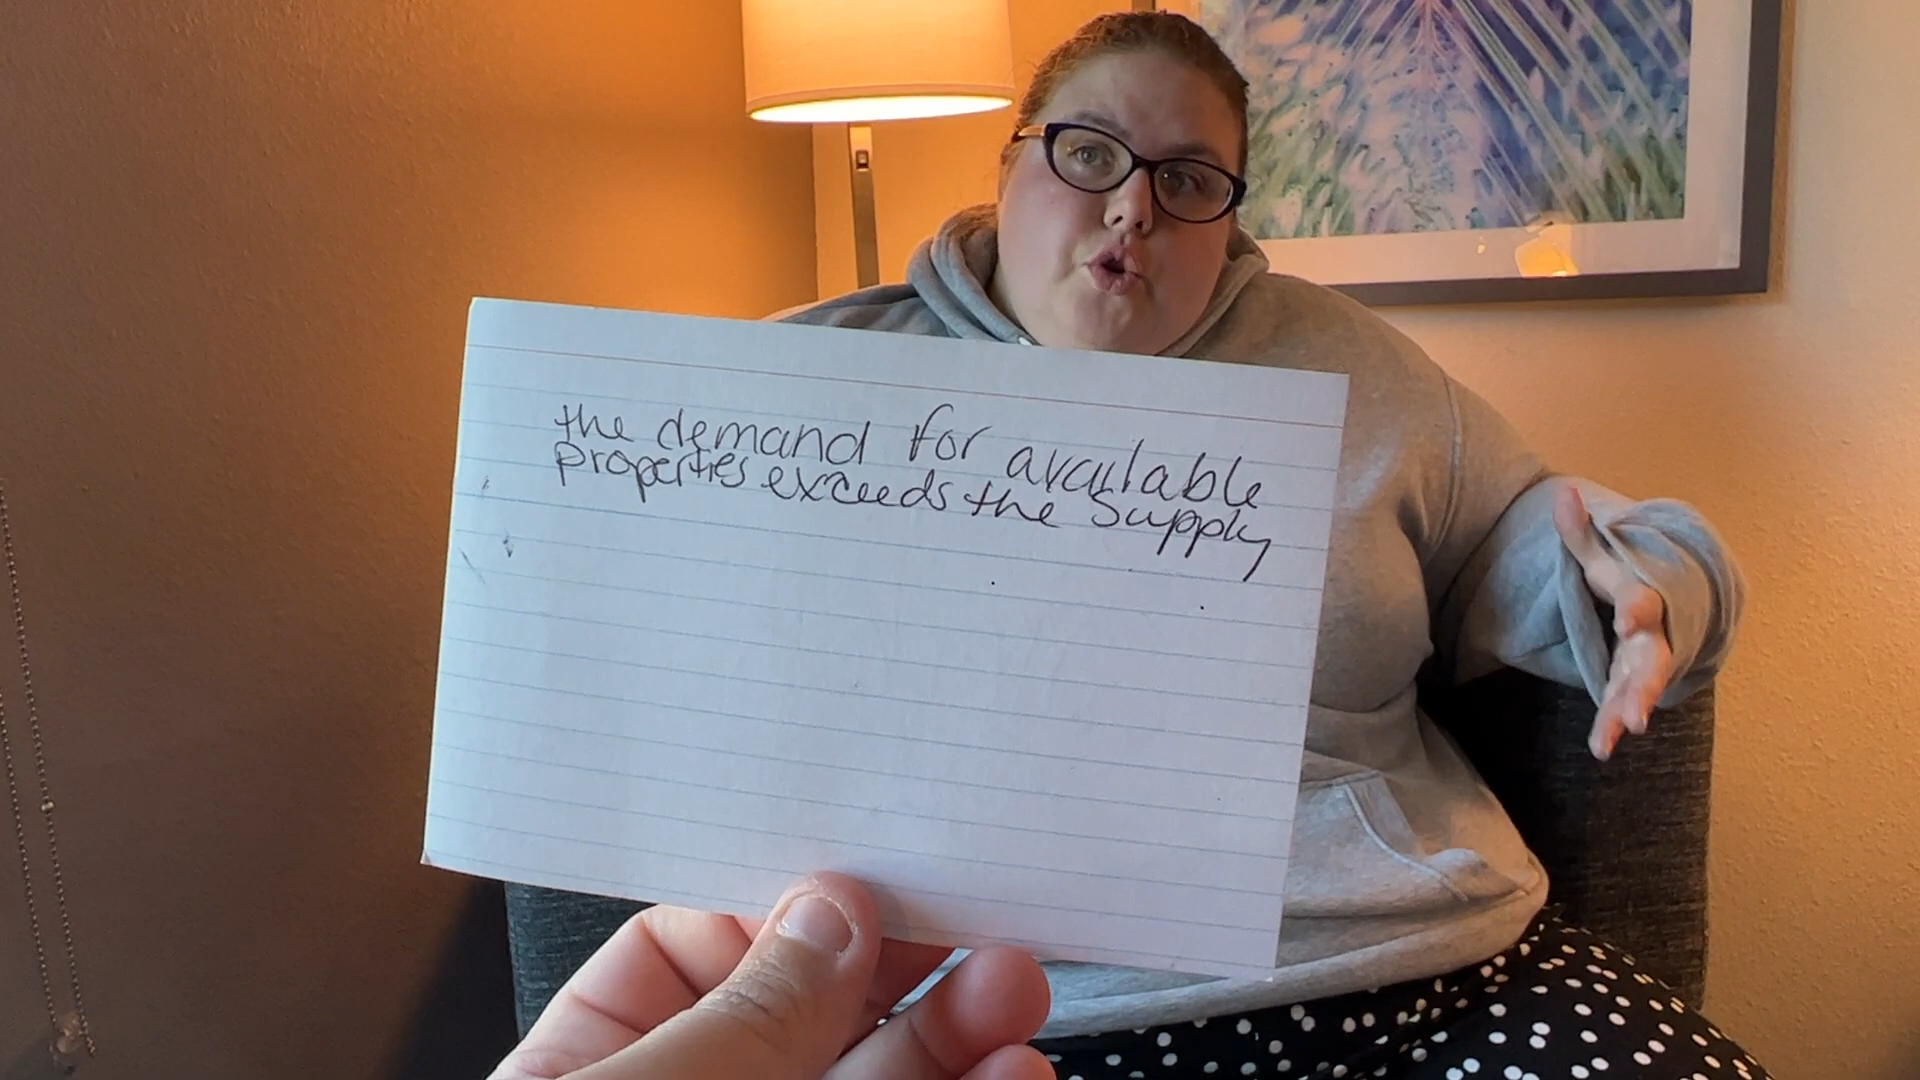 the demand for available
properties exceeds the Supply